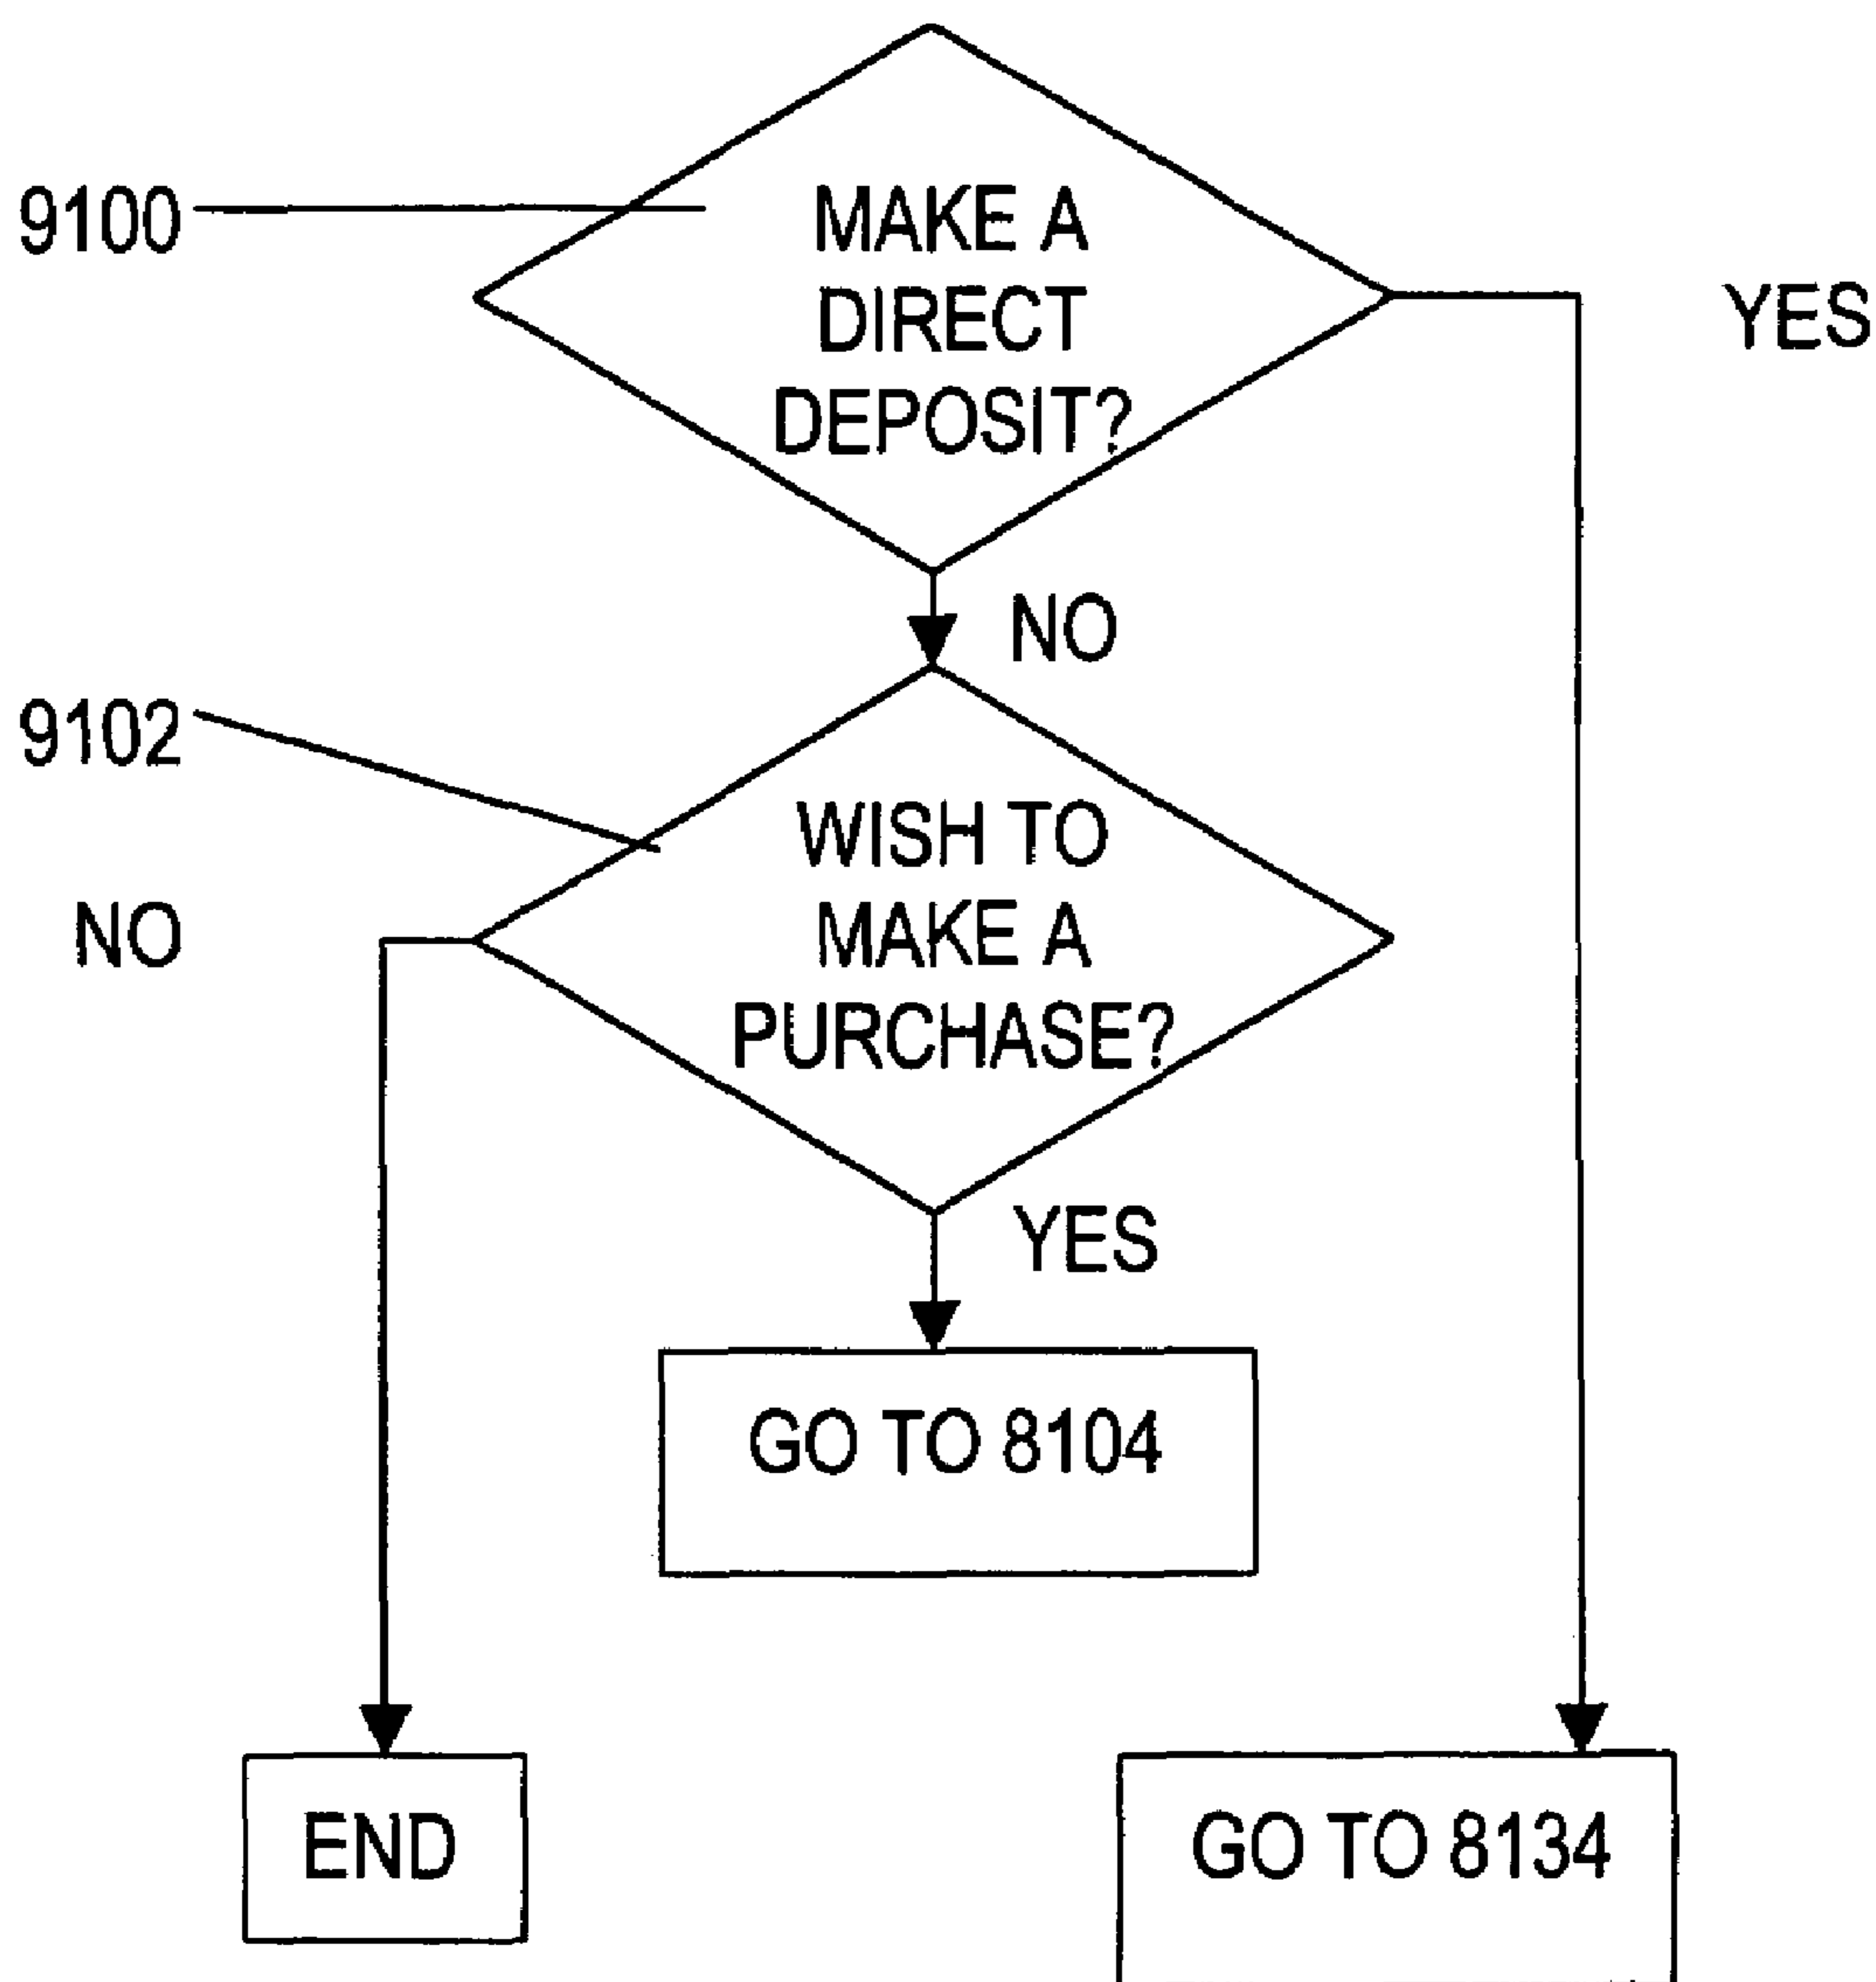 9100
MAKE A
DIRECT
DEPOSIT?
YES
NO
9102
WISH TO
MAKE A
PURCHASE?
NO
YES
GO TO 8104
END
GO TO 8134